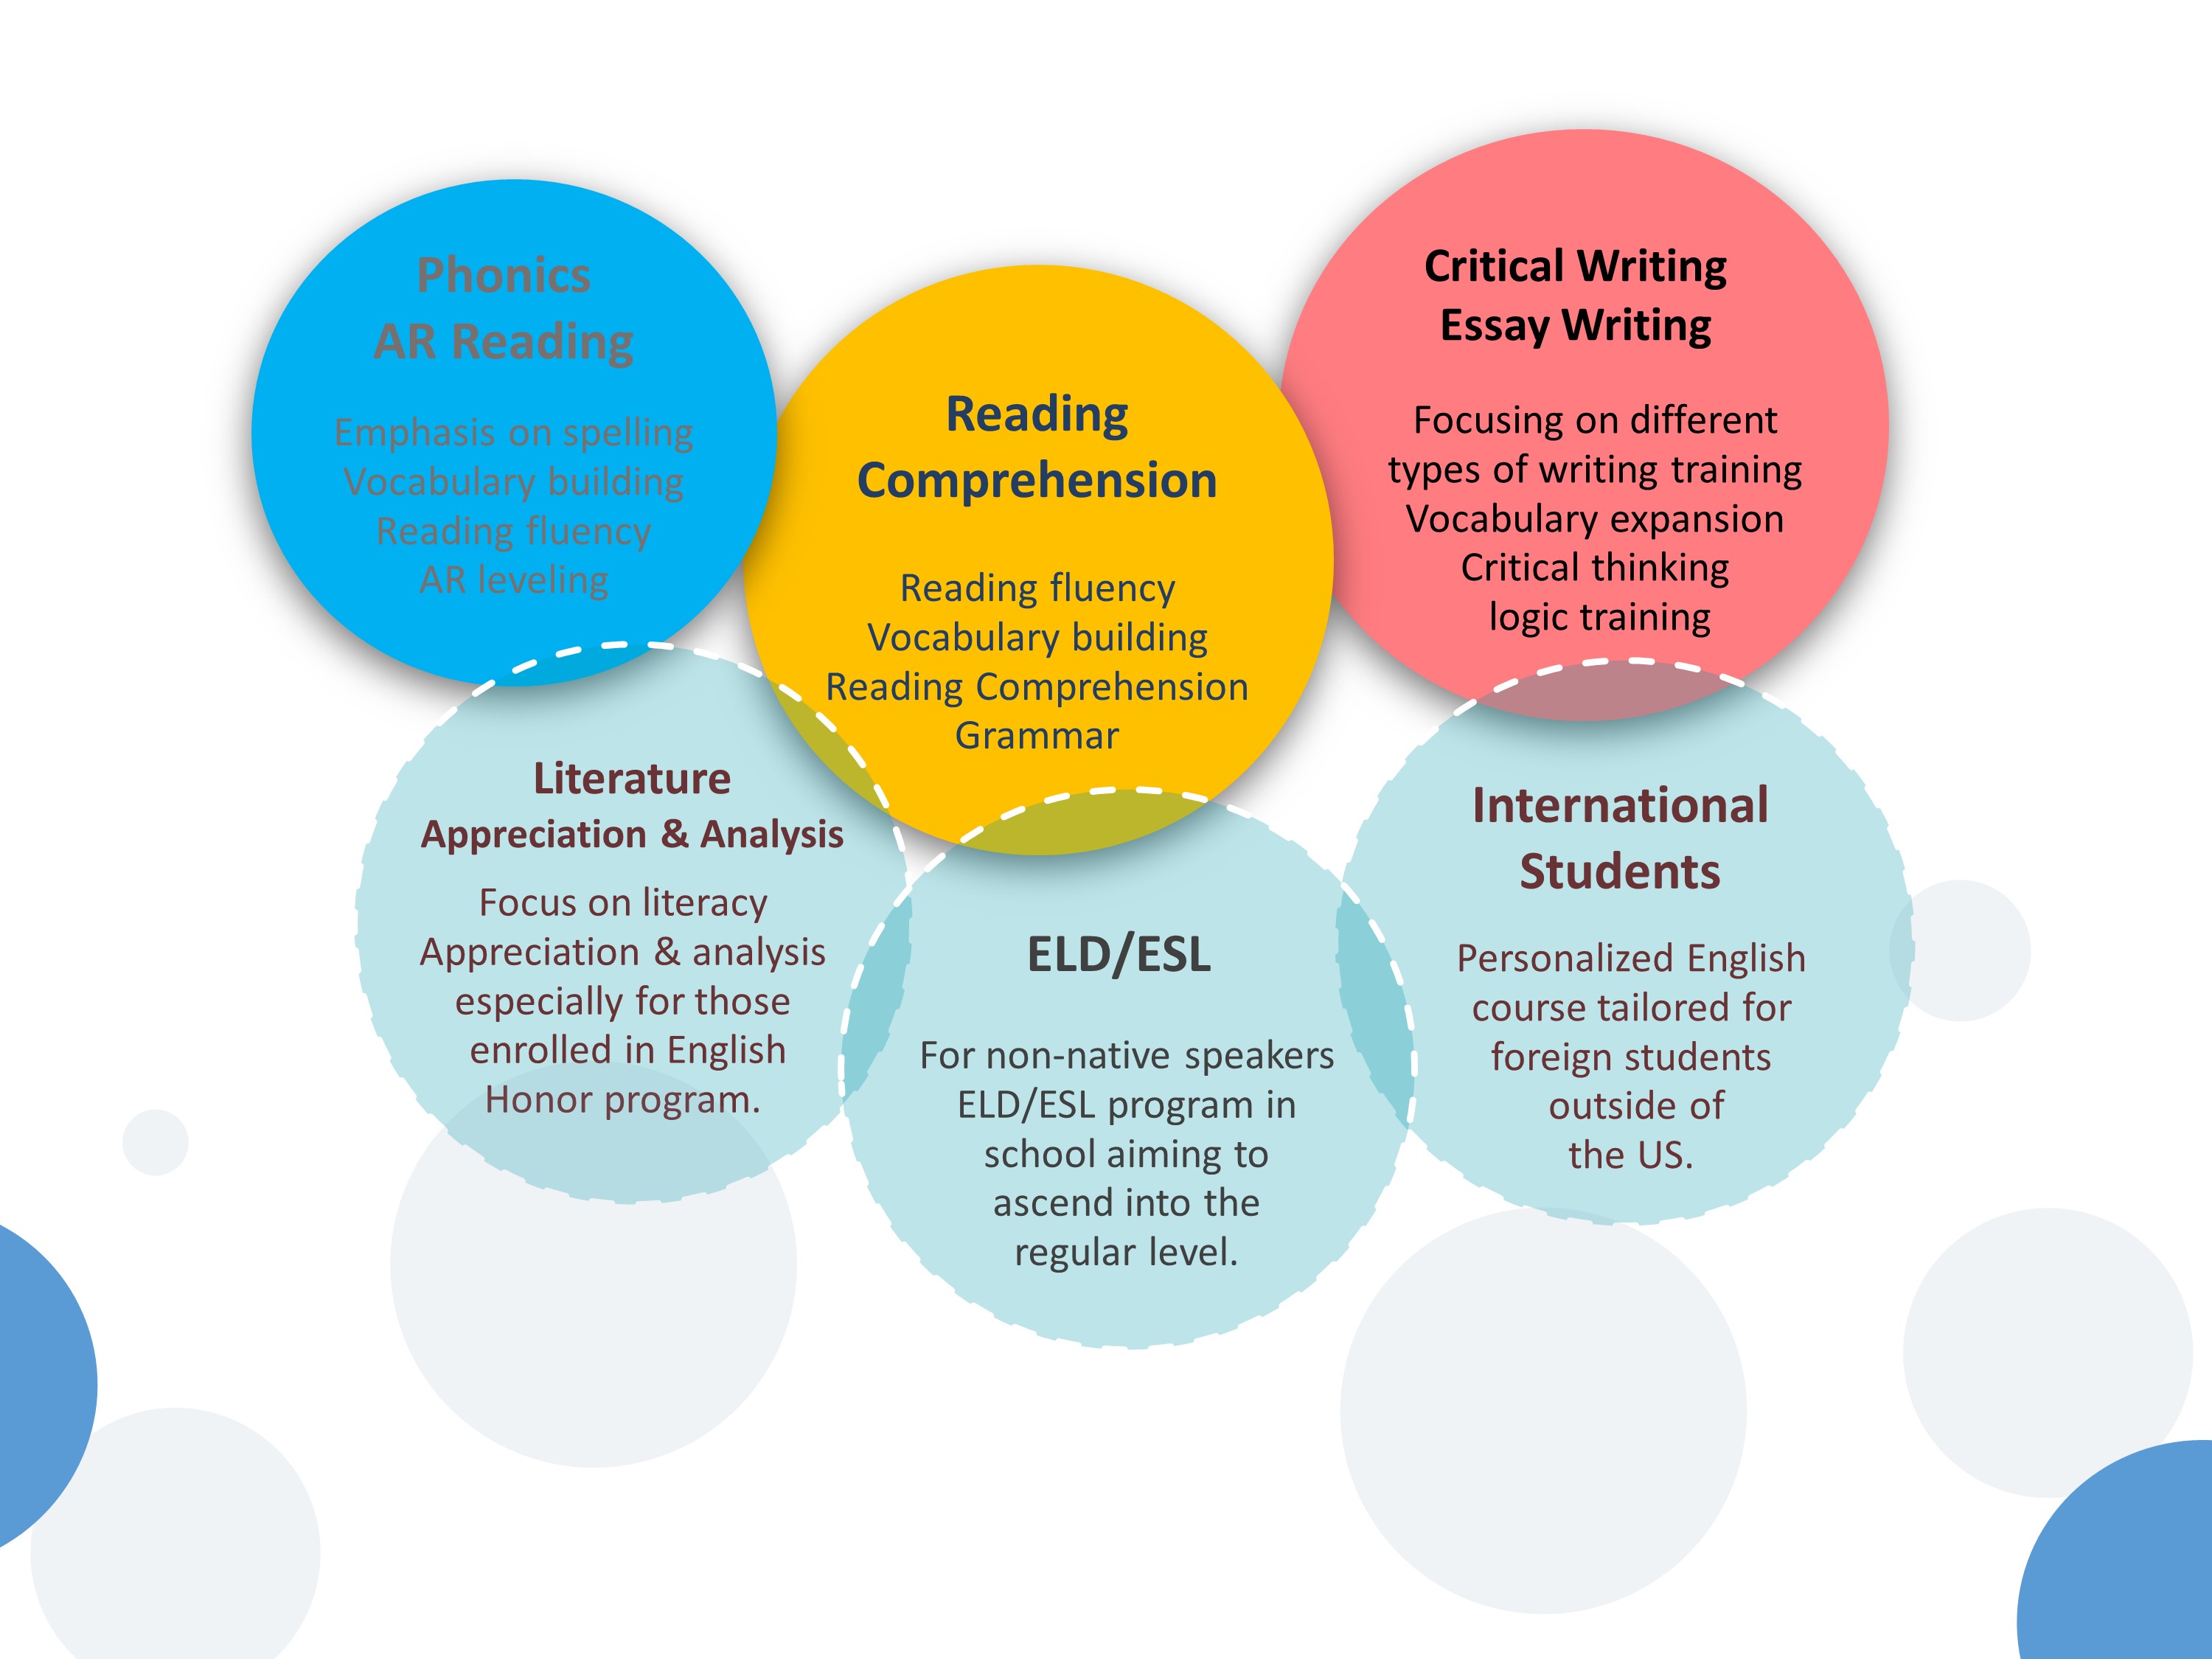 Phonics
AR Reading
Emphasis on spelling
Vocabulary building
Reading fluency
AR leveling
Reading
Comprehension
Reading fluency
Vocabulary building
Reading Comprehension
Grammar
Critical Writing
Essay Writing
Focusing on different
types of writing training
Vocabulary expansion
Critical thinking
logic training
Literature
Appreciation & Analysis
Focus on literacy
Appreciation & analysis
especially for those
enrolled in English
Honor program.
ELD/ESL
For non-native speakers
ELD/ESL program in
school aiming to
ascend into the
regular level.
International
Students
Personalized English
course tailored for
foreign students
outside of
the US.